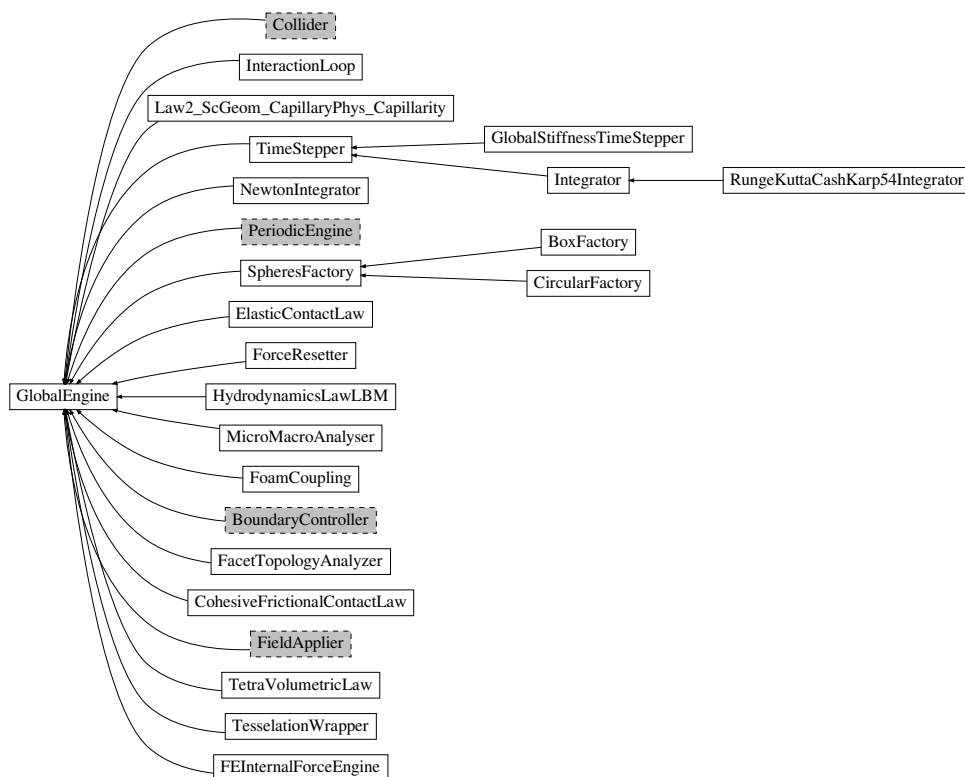 Collider
InteractionLoop
Law2_ScGeom_CapillaryPhys_Capillarity
GlobalStiffnessTimeStepper
TimeStepper
Integrator
RungeKuttaCashKarp54Integrator
NewtonIntegrator
PeriodicEngine
BoxFactory
SpheresFactory
CircularFactory
ElasticContactLaw
ForceResetter
GlobalEngine
HydrodynamicsLawLBM
MicroMacroAnalyser
FoamCoupling
BoundaryController
FacetTopologyAnalyzer
CohesiveFrictionalContactLaw
FieldApplier
TetraVolumetricLaw
TesselationWrapper
FEInternalForceEngine